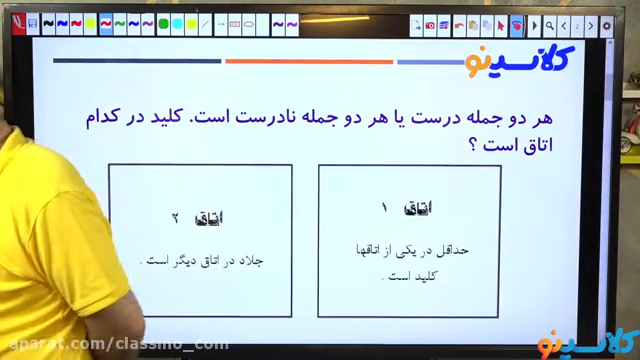 کلاسینو
هر دو جمله درست یا هر دو جمله نادرست است. کلید در کدام
اتاق است ؟
اتاق ۱
حداقل در یکی از اتاقها
کلید است .
اتاق ۲
جلاد در اتاق دیگر است .
aparat.com/classino_com
کلاسینو